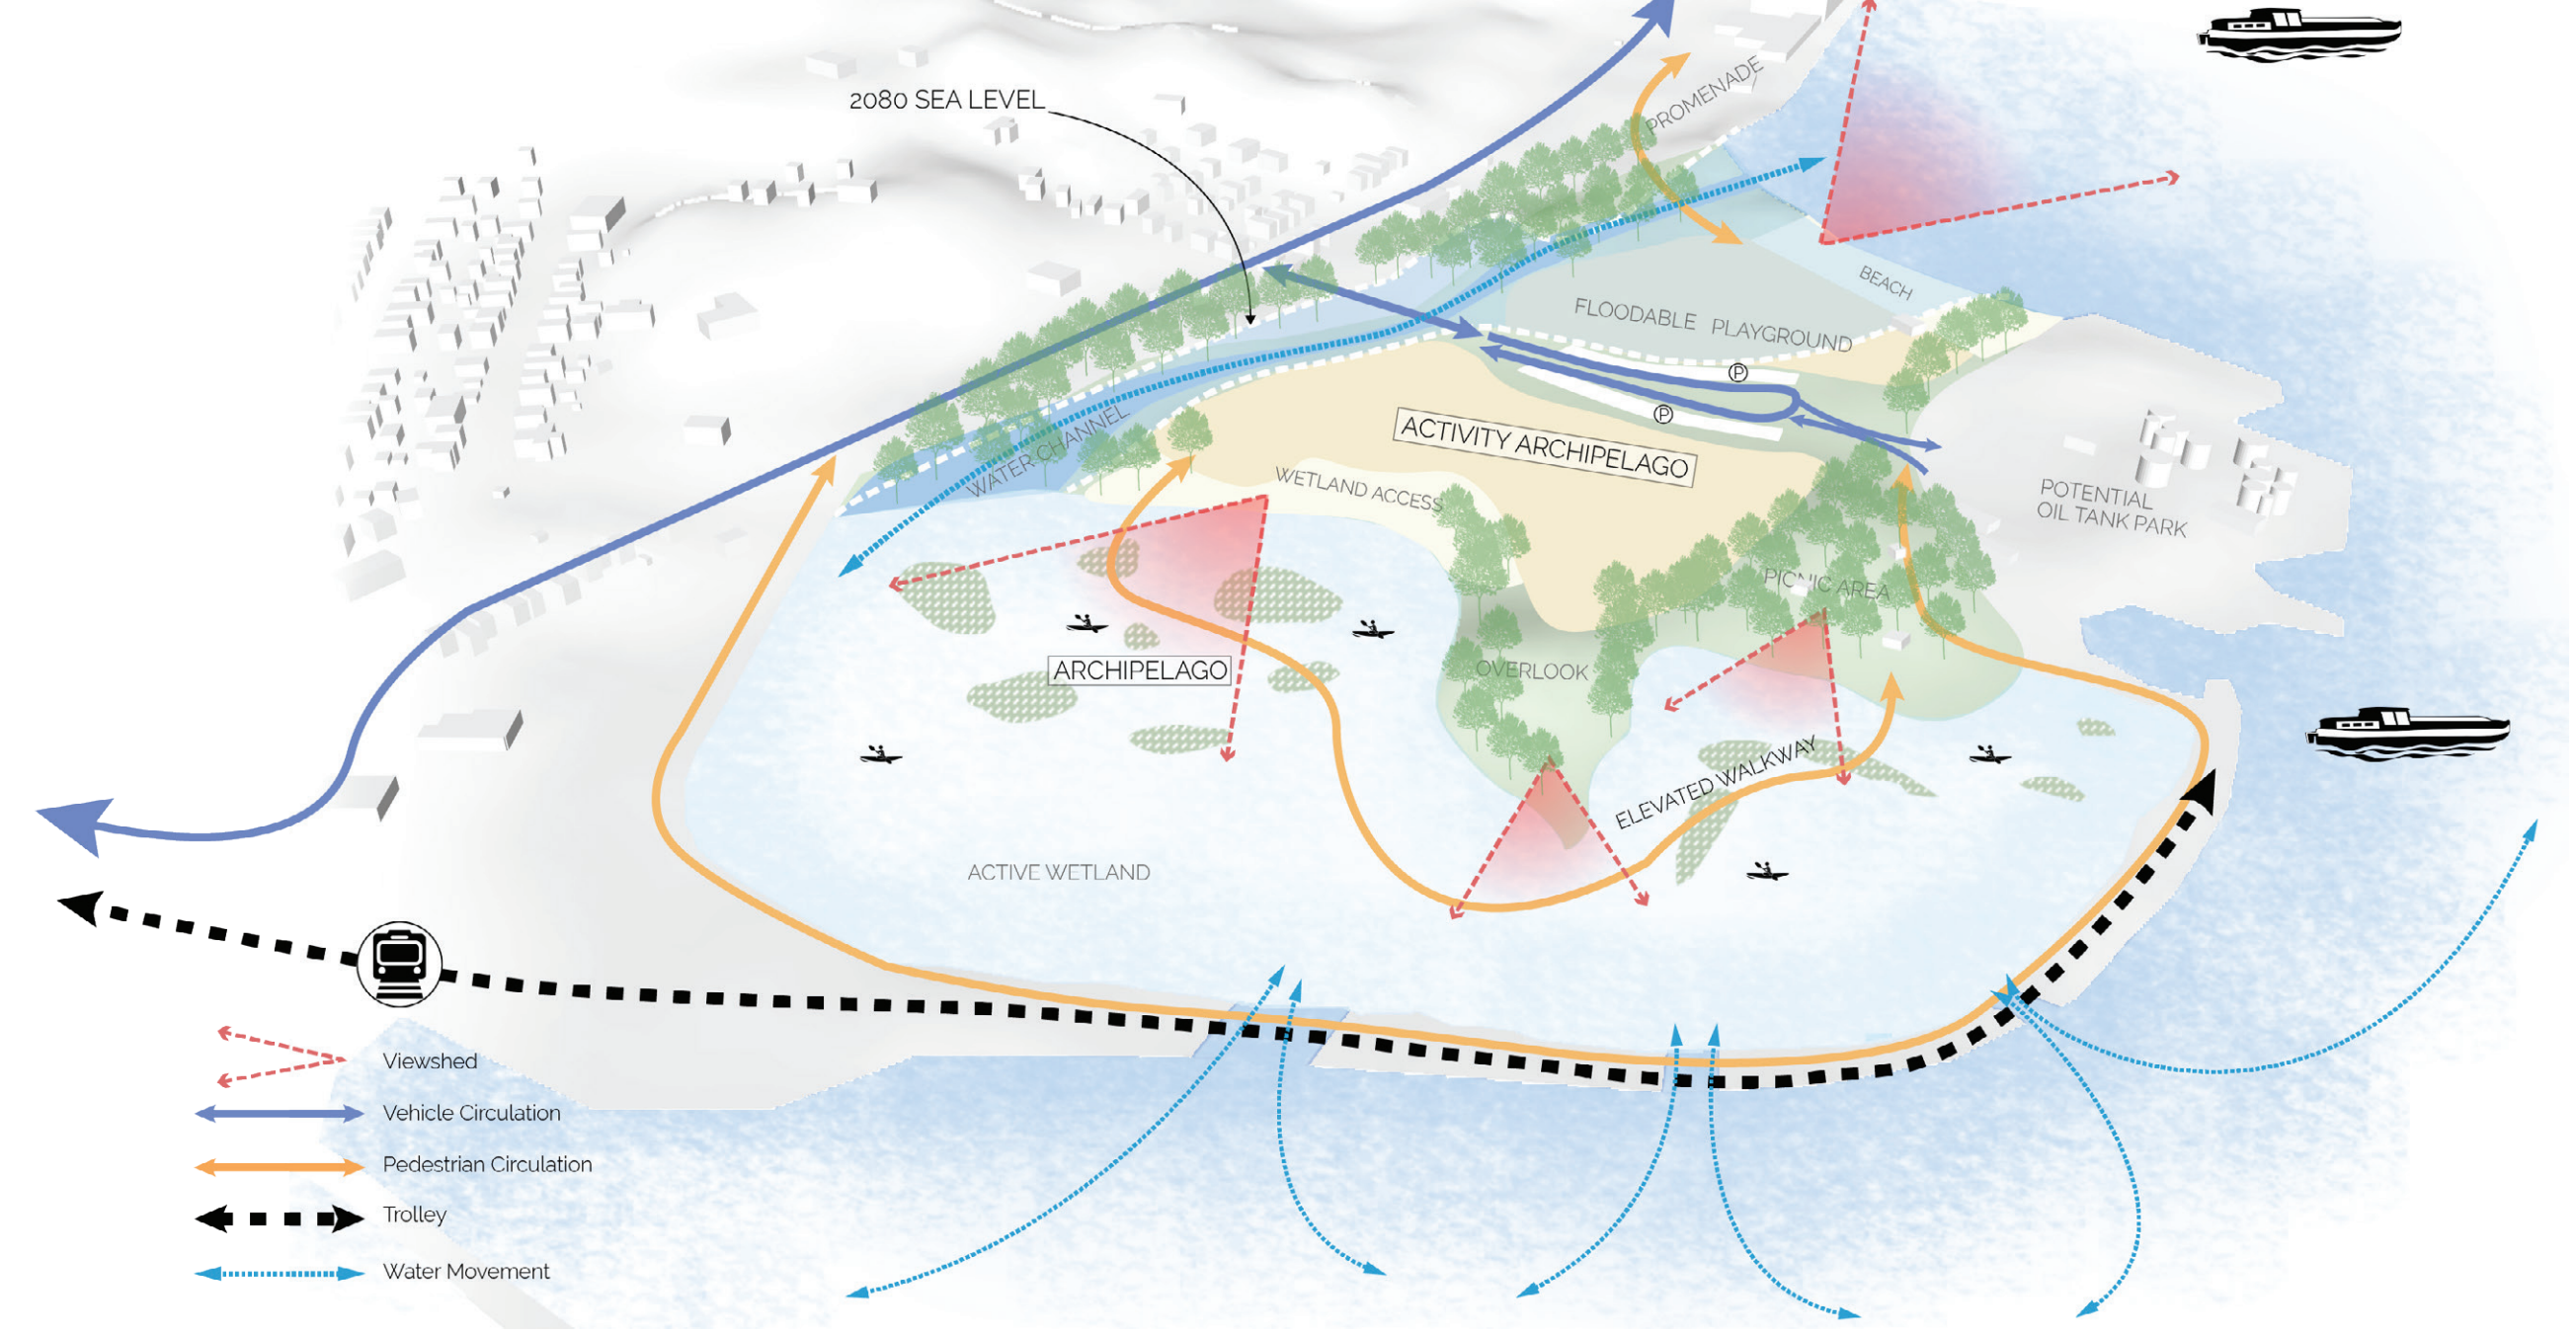 2080 SEA LEVEL
PROMENADE
BEACH
FLOODABLE PLAYGROUND
P
P
WATER CHANNEL
ACTIVITY ARCHIPELAGO
WETLAND ACCESS
POTENTIAL
OIL TANK PARK
PICNIC AREA
ARCHIPELAGO
OVERLOOK
ELEVATED WALKWAY
ACTIVE WETLAND
Viewshed
Vehicle Circulation
Pedestrian Circulation
Trolley
Water Movement